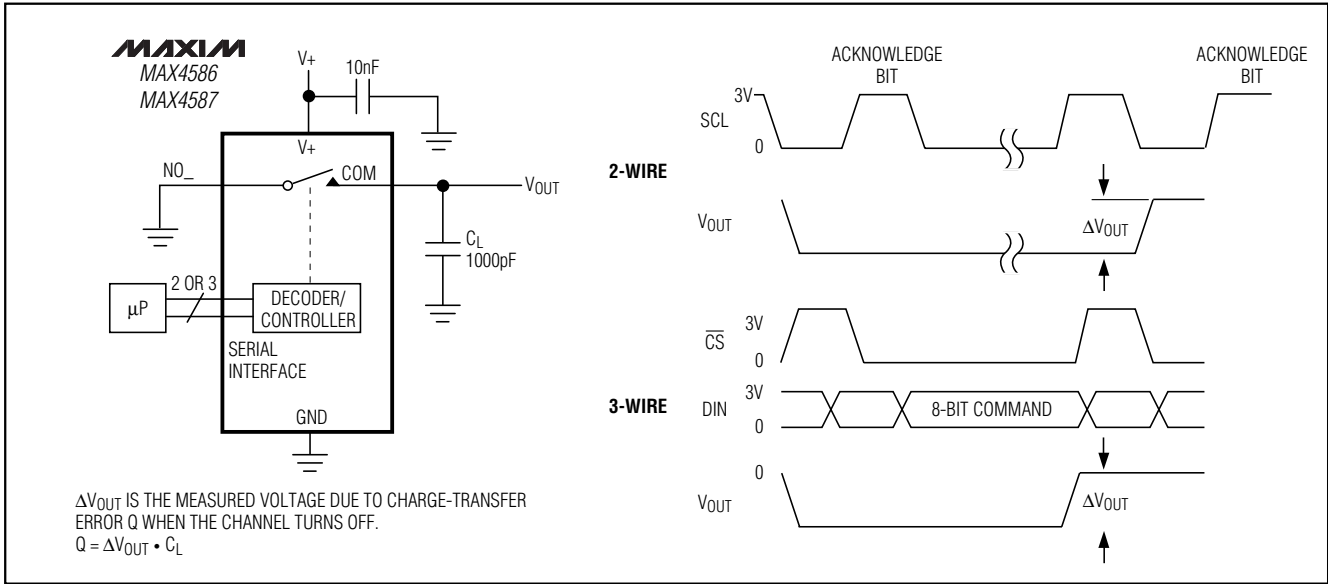 MAXIM
MAX4586
MAX4587
V+
10nF
V+
NO_
COM
VOUT
CL
1000pF
2 OR 3
µP
DECODER/
CONTROLLER
SERIAL
INTERFACE
GND
ΔVOUT IS THE MEASURED VOLTAGE DUE TO CHARGE-TRANSFER
ERROR Q WHEN THE CHANNEL TURNS OFF.
Q = ΔVOUT • CL
ACKNOWLEDGE
BIT
ACKNOWLEDGE
BIT
SCL
3V
0
2-WIRE
VOUT
ΔVOUT
CS
3V
0
3-WIRE
DIN
3V
0
8-BIT COMMAND
0
VOUT
ΔVOUT